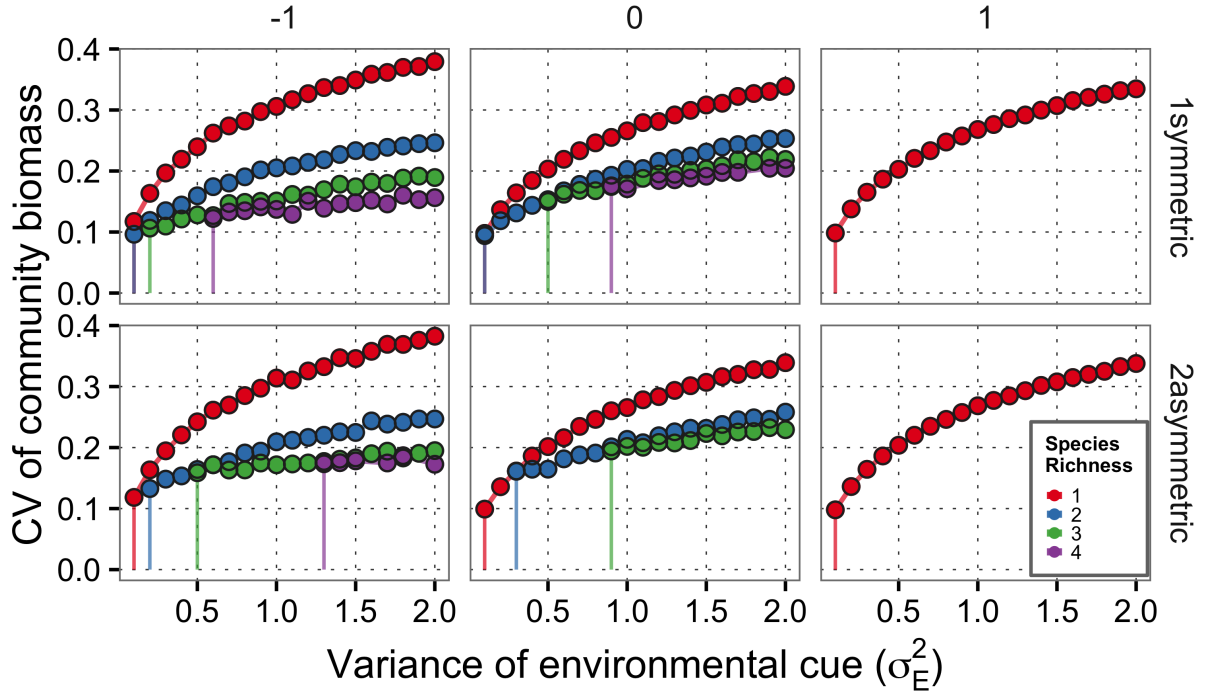 -1 0 1
CV of community biomass
0.4
0.3
0.2
0.1
0.0
1symmetric
0.4
0.3
0.2
0.1
0.0
2asymmetric
Species
Richness
1
2
3
4
0.5 1.0 1.5 2.0 0.5 1.0 1.5 2.0 0.5 1.0 1.5 2.0
Variance of environmental cue (σ²E)